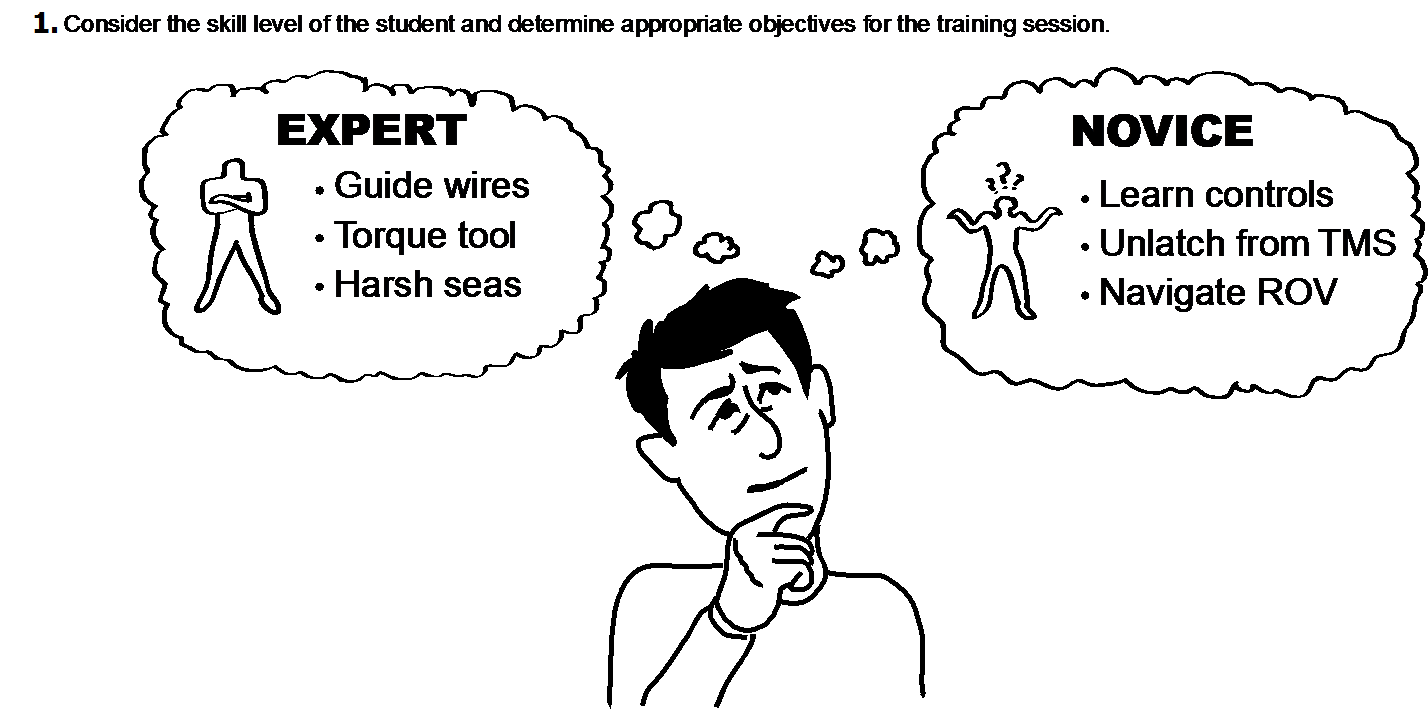 1. Consider the skill level of the student and determine appropriate objectives for the training session.
EXPERT
• Guide wires
• Torque tool
• Harsh seas
???
NOVICE
• Learn controls
• Unlatch from TMS
• Navigate ROV